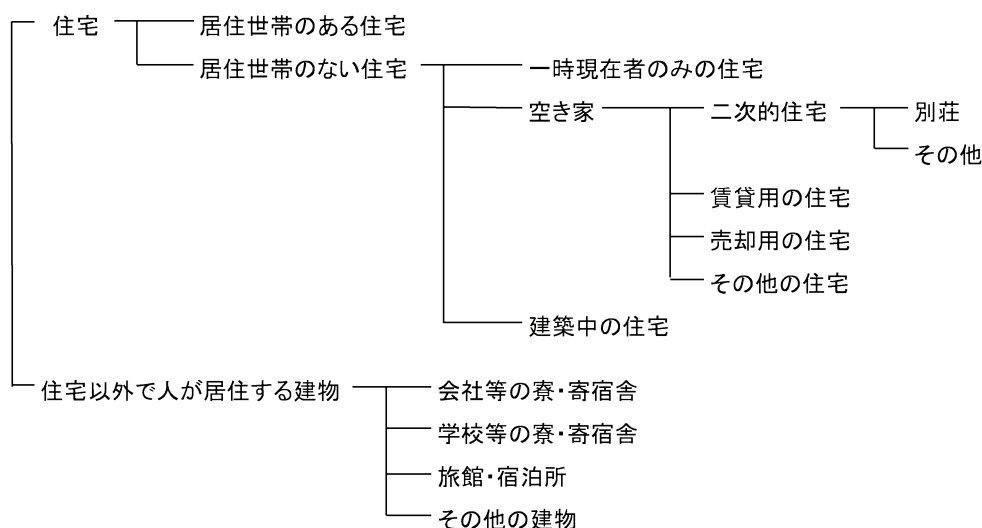 住宅
居住世帯のある住宅
居住世帯のない住宅
一時現在者のみの住宅
空き家
二次的住宅
別荘
その他
賃貸用の住宅
売却用の住宅
その他の住宅
建築中の住宅
住宅以外で人が居住する建物
会社等の寮・寄宿舎
学校等の寮・寄宿舎
旅館・宿泊所
その他の建物